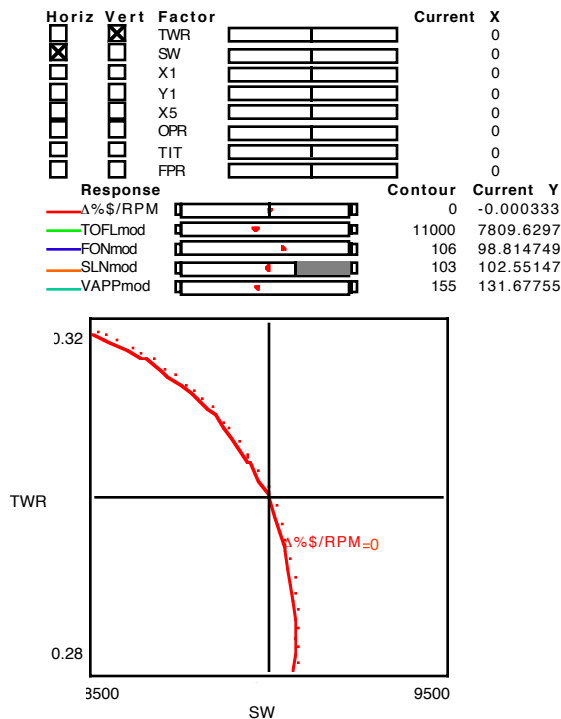 Horiz Vert Factor Current X
TWR 0
SW 0
X1 0
Y1 0
X5 0
OPR 0
TIT 0
FPR 0
Response Contour Current Y
Δ%$/RPM 0 -0.000333
TOFLmod 11000 7809.6297
FONmod 106 98.814749
SLNmod 103 102.55147
VAPPmod 155 131.67755
0.32
TWR
Δ%$/RPM=0
0.28
8500 9500
SW